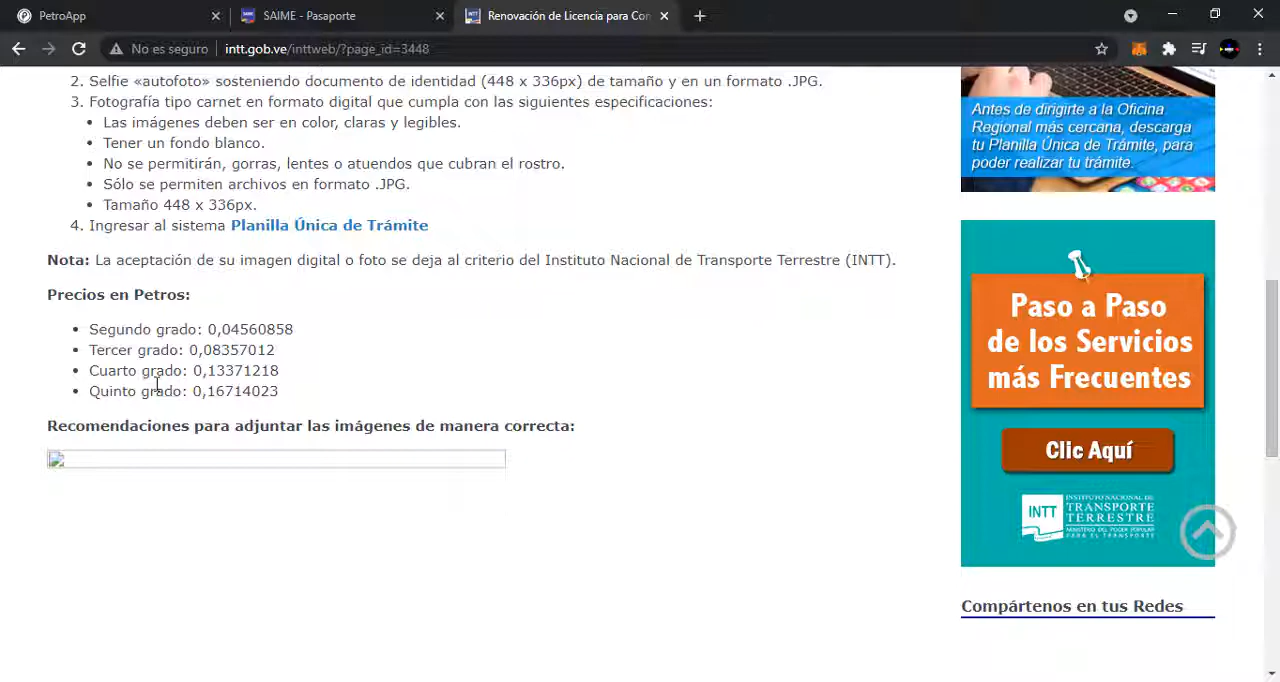 PetroApp
SAIME - Pasaporte
Renovación de Licencia para Con
No es seguro
intt.gob.ve/inttweb/?page_id=3448
2. Selfie «autofoto» sosteniendo documento de identidad (448 x 336px) de tamaño y en un formato .JPG.
3. Fotografía tipo carnet en formato digital que cumpla con las siguientes especificaciones:
Las imágenes deben ser en color, claras y legibles.
Tener un fondo blanco.
No se permitirán, gorras, lentes o atuendos que cubran el rostro.
Sólo se permiten archivos en formato .JPG.
Tamaño 448 x 336px.
4. Ingresar al sistema Planilla Única de Trámite
Nota: La aceptación de su imagen digital o foto se deja al criterio del Instituto Nacional de Transporte Terrestre (INTT).
Precios en Petros:
Segundo grado: 0,04560858
Tercer grado: 0,08357012
Cuarto grado: 0,13371218
Quinto grado: 0,16714023
Recomendaciones para adjuntar las imágenes de manera correcta:
Antes de dirigirte a la Oficina
Regional más cercana, descarga
tu Planilla Única de Trámite, para
poder realizar tu trámite.
Paso a Paso
de los Servicios
más Frecuentes
Clic Aquí
INTT
INSTITUTO NACIONAL DE
TRANSPORTE
TERRESTRE
MINISTERIO DEL PODER POPULAR
PARA EL TRANSPORTE
Compártenos en tus Redes